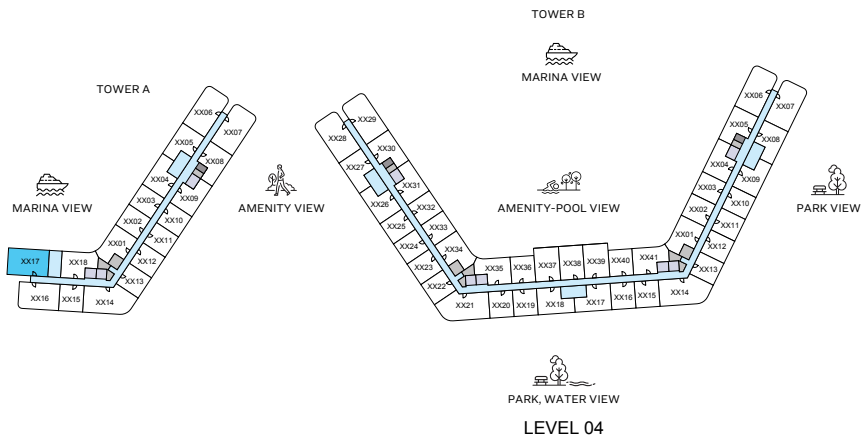 TOWER B
MARINA VIEW
TOWER A
MARINA VIEW
AMENITY VIEW
AMENITY-POOL VIEW
PARK VIEW
XX06
XX07
XX05
XX08
XX04
XX09
XX03
XX10
XX02
XX11
XX01
XX12
XX17
XX18
XX13
XX16
XX15
XX14
XX29
XX28
XX30
XX27
XX31
XX26
XX32
XX25
XX33
XX24
XX34
XX23
XX22
XX35
XX36
XX37
XX38
XX39
XX40
XX41
XX21
XX20
XX19
XX18
XX17
XX16
XX15
XX14
XX06
XX07
XX05
XX08
XX04
XX09
XX03
XX10
XX02
XX11
XX01
XX12
XX13
PARK, WATER VIEW
LEVEL 04